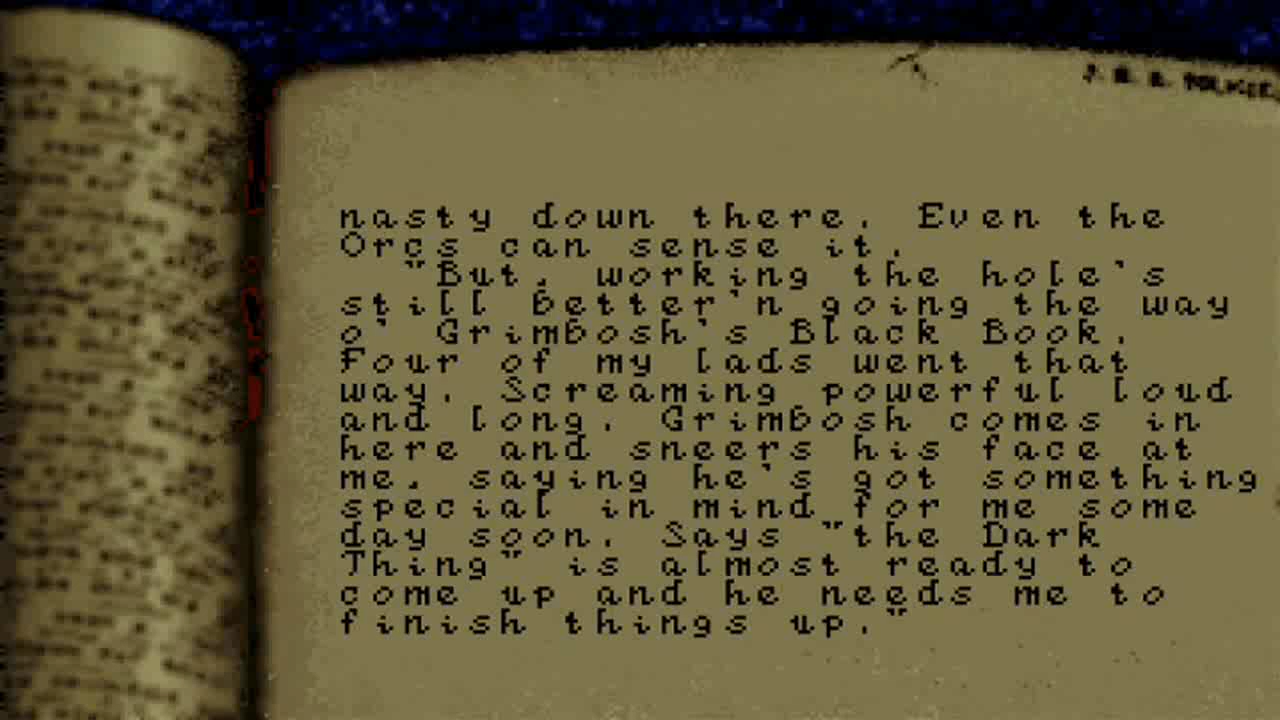 J. R. R. TOLKIE
nasty down there. Even the
Orcs can sense it.
"But, working the hole's
still better'n going the way
o' Grimbosh's Black Book.
Four of my lads went that
way. Screaming powerful loud
and long. Grimbosh comes in
here and sneers his face at
me, saying he's got something
special in mind for me some
day soon. Says "the Dark
Thing" is almost ready to
come up and he needs me to
finish things up."